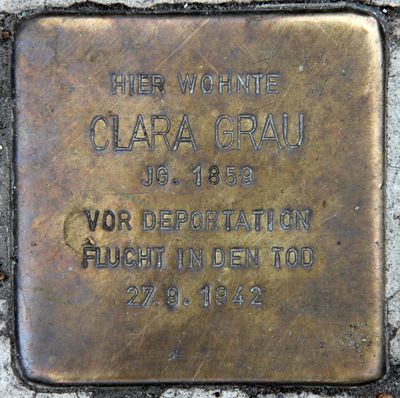 HIER WOHNTE
CLARA GRAU
JG. 1859
VOR DEPORTATION
FLUCHT IN DEN TOD
27.9.1942